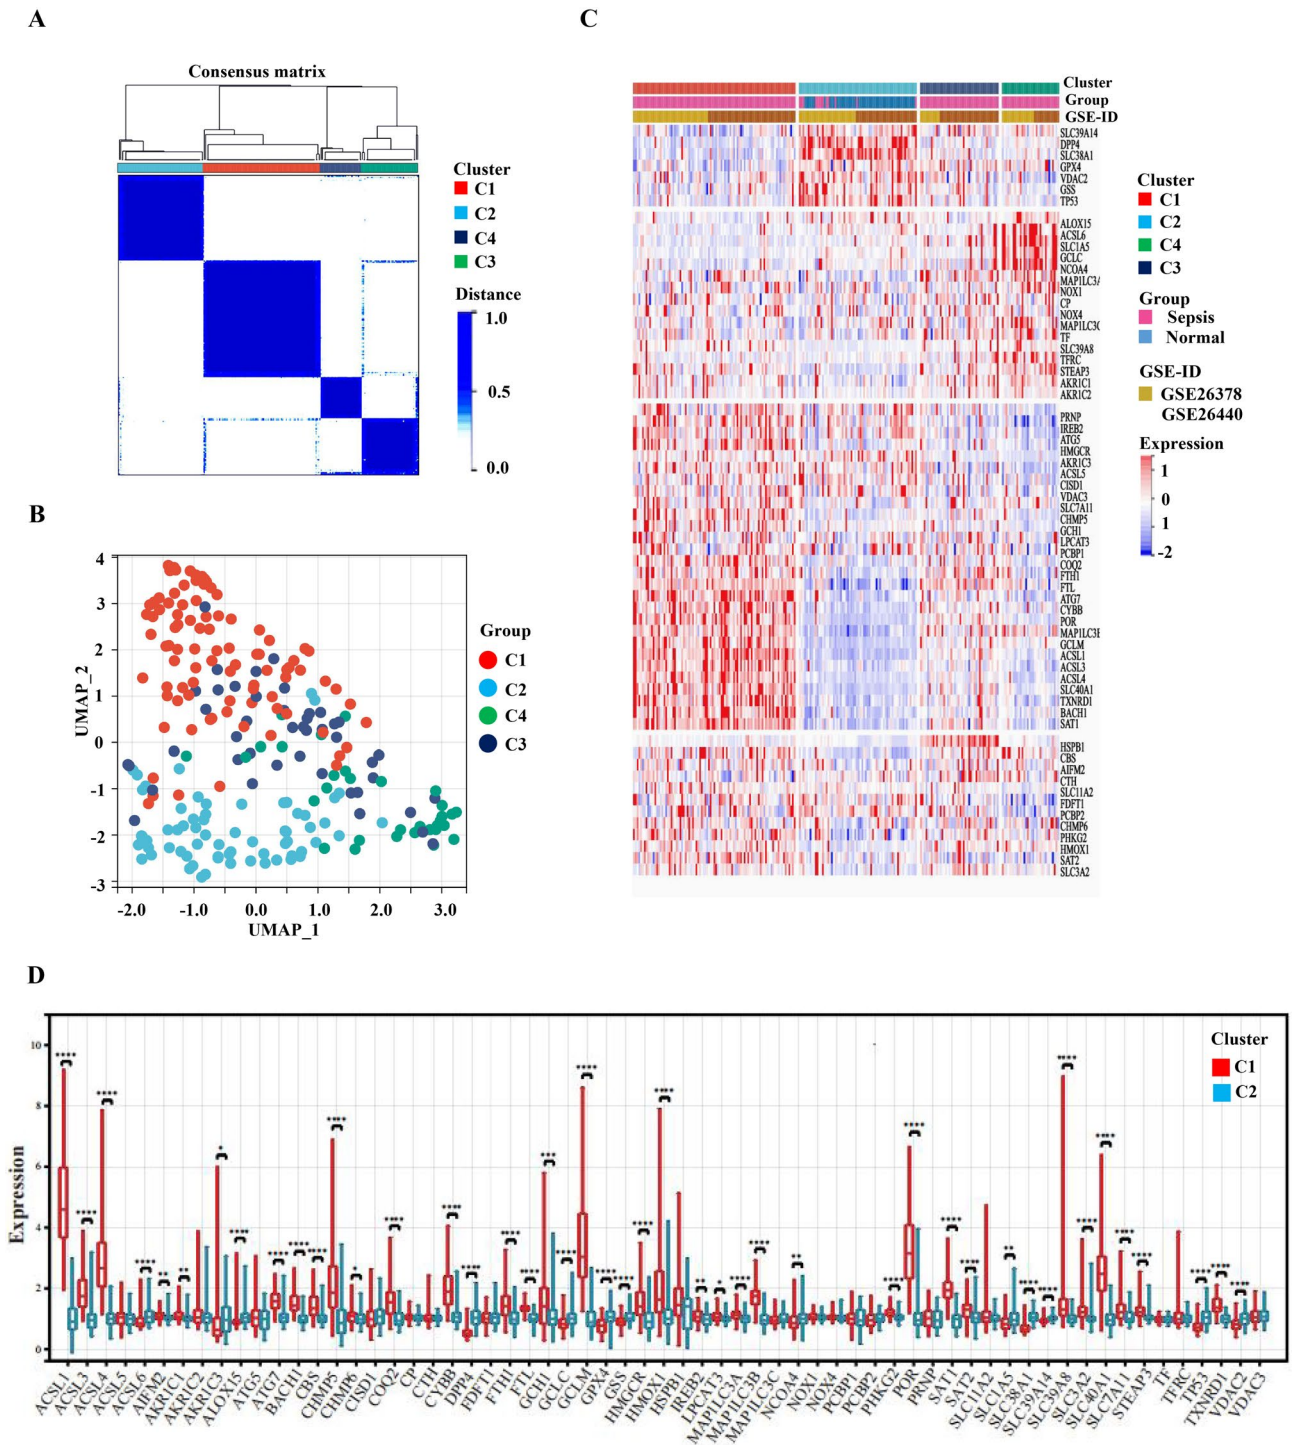 A
Consensus matrix
Cluster
C1
C2
C4
C3
Distance
1.0
0.5
0.0
B
4
3
2
1
0
-1
-2
-3
UMAP_2
-2.0 -1.0 0.0 1.0 2.0 3.0
UMAP_1
Group
C1
C2
C4
C3
C
Cluster
Group
GSE-ID
SLC39A14
DPP4
SLC38A1
GPX4
VDAC2
GSS
TP53
ALOX15
ACSL6
SLC1A5
GCLC
NCOA4
MAP1LC3A
NOX1
CP
NOX4
MAP1LC3C
TF
SLC39A8
TFRC
STEAP3
AKR1C1
AKR1C2
PRNP
IREB2
ATG5
HMGCR
AKR1C3
ACSL5
CISD1
VDAC3
SLC7A11
CHMP5
GCH1
LPCAT3
PCBP1
COQ2
FTH1
FTL
ATG7
CYBB
POR
MAP1LC3B
GCLM
ACSL1
ACSL3
ACSL4
SLC40A1
TXNRD1
BACH1
SAT1
HSPB1
CBS
AIFM2
CTH
SLC11A2
FDFT1
PCBP2
CHMP6
PHKG2
HMOX1
SAT2
SLC3A2
Cluster
C1
C2
C4
C3
Group
Sepsis
Normal
GSE-ID
GSE26378
GSE26440
Expression
1
0
1
-2
D
Expression
10
8
6
4
2
0
Cluster
C1
C2
ACSL1 ACSL3 ACSL4 ACSL5 ACSL6 AIFM2 AKR1C1 AKR1C2 AKR1C3 ALOX15 ATG5 ATG7 BACH1 CBS CHMP5 CHMP6 CISD1 COQ2 CP CTH CYBB DPP4 FDFT1 FTH1 FTL GCH1 GCLC GCLM GPX4 GSS HMGCR HMOX1 HSPB1 IREB2 LPCAT3 MAP1LC3A MAP1LC3B MAP1LC3C NCOA4 NOX1 NOX4 PCBP1 PCBP2 PHKG2 POR PRNP SAT1 SAT2 SLC11A2 SLC1A5 SLC38A1 SLC39A14 SLC39A8 SLC3A2 SLC40A1 SLC7A11 STEAP3 TF TFRC TP53 TXNRD1 VDAC2 VDAC3